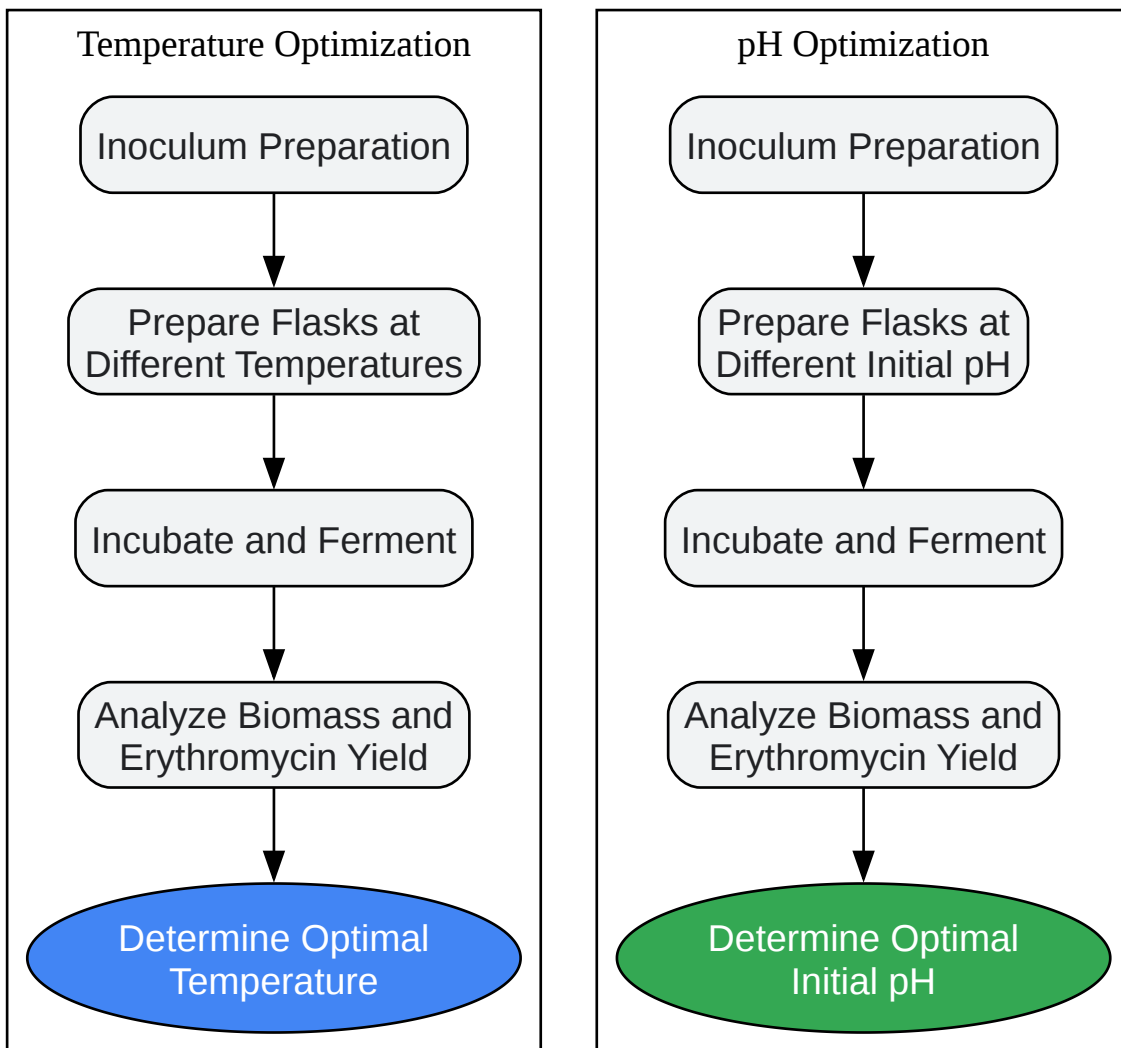 Temperature Optimization
Inoculum Preparation
Prepare Flasks at
Different Temperatures
Incubate and Ferment
Analyze Biomass and
Erythromycin Yield
Determine Optimal
Temperature
pH Optimization
Inoculum Preparation
Prepare Flasks at
Different Initial pH
Incubate and Ferment
Analyze Biomass and
Erythromycin Yield
Determine Optimal
Initial pH